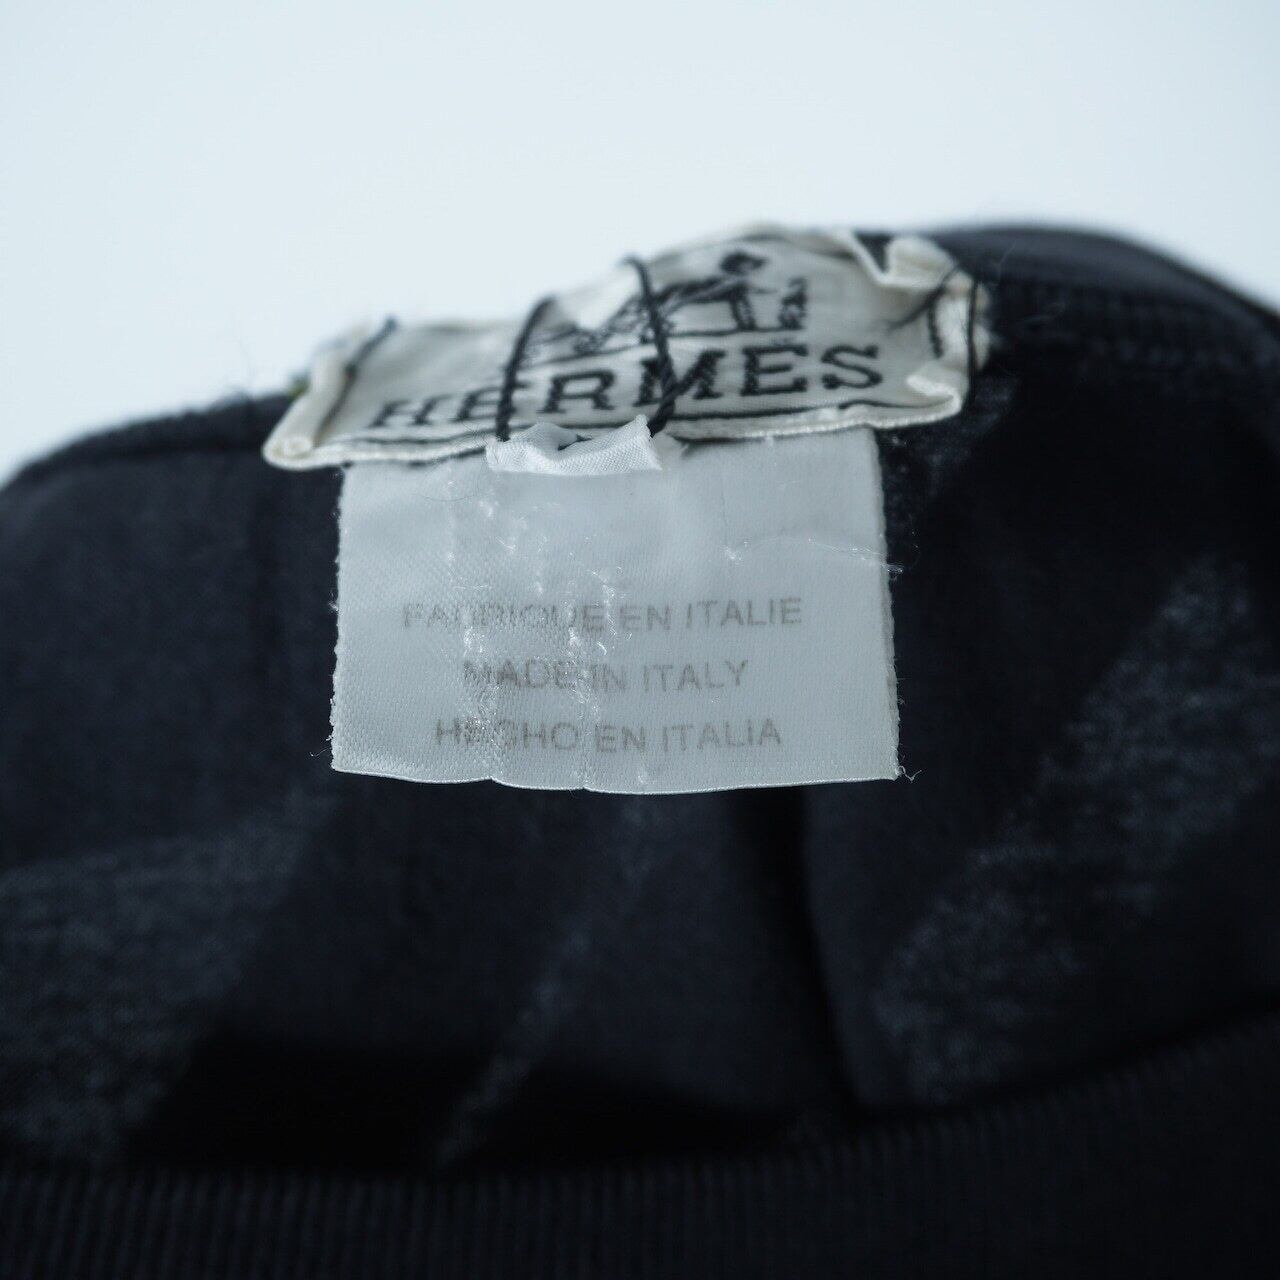 HERMES
FABRIQUE EN ITALIE
MADE IN ITALY
HECHO EN ITALIA